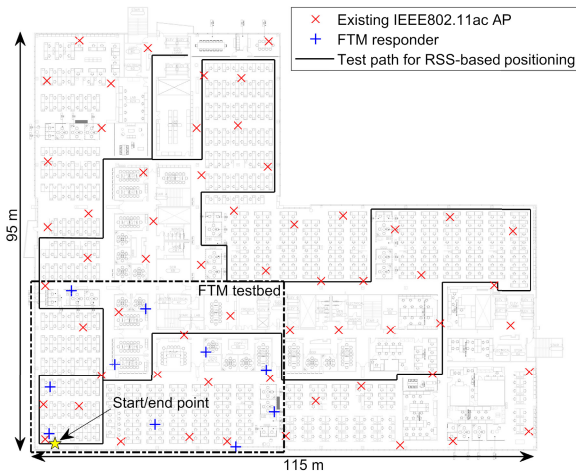 Existing IEEE802.11ac AP
FTM responder
Test path for RSS-based positioning
95 m
FTM testbed
Start/end point
115 m